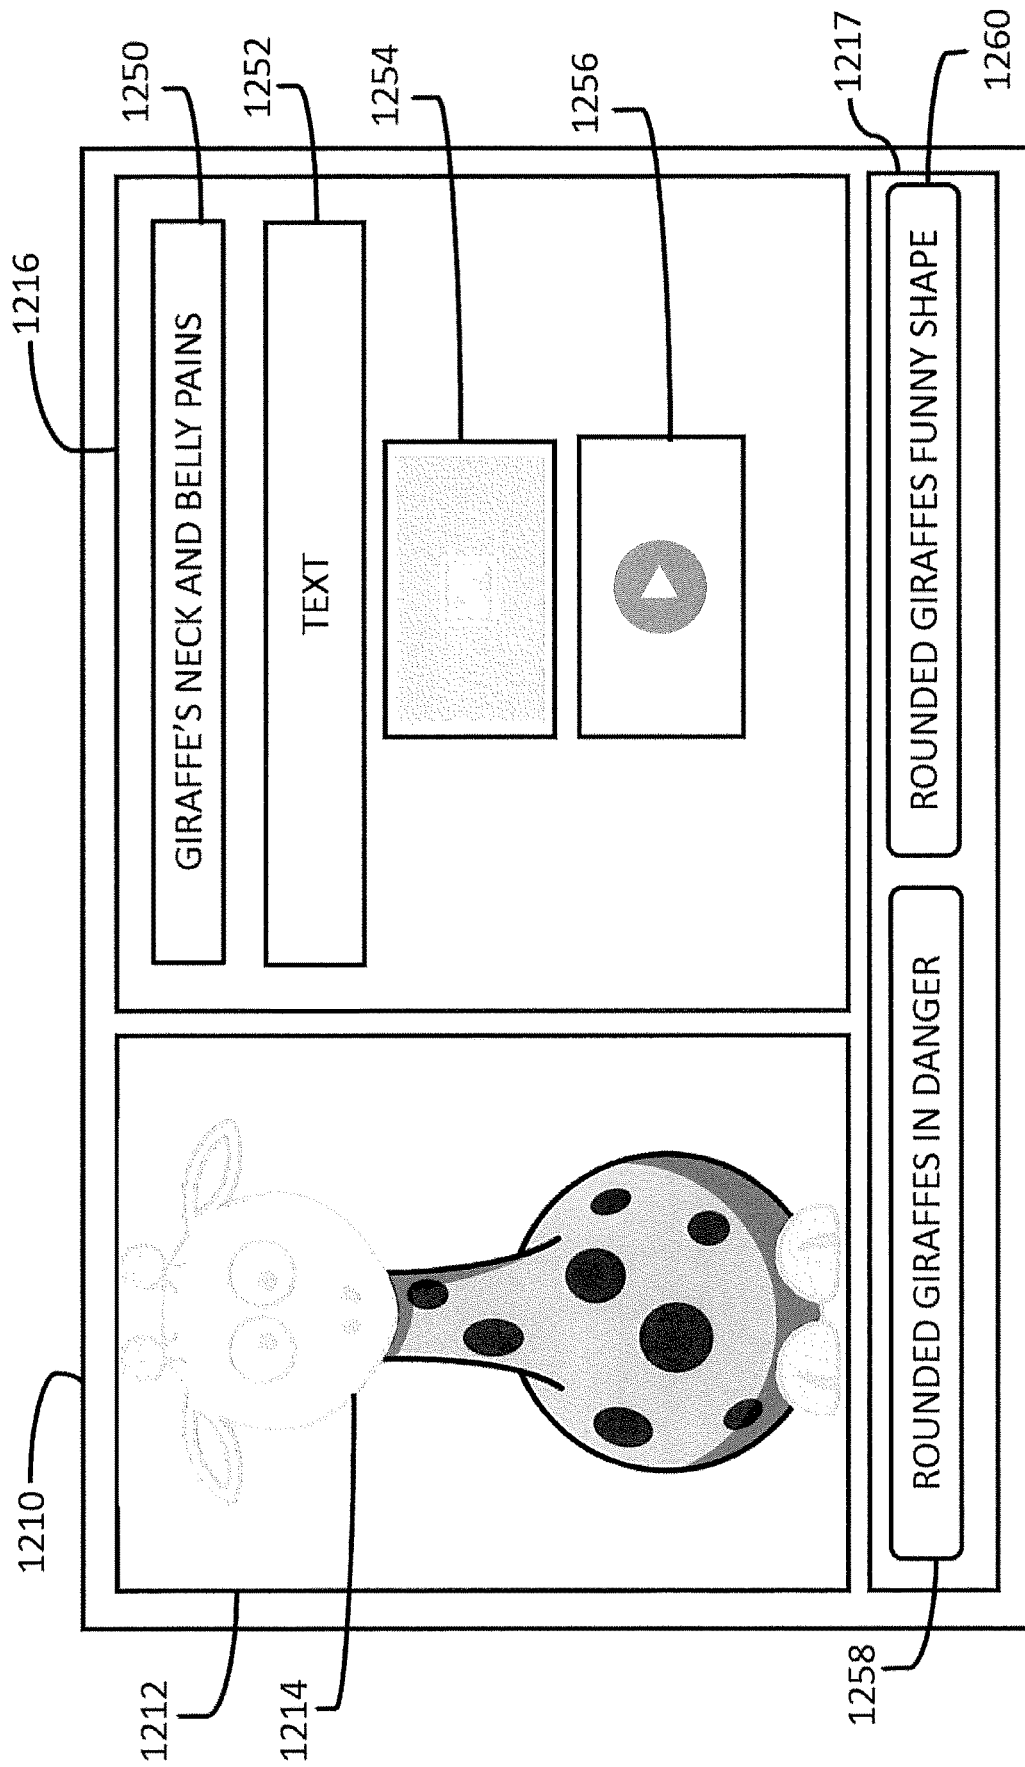 1210
1216
1250
1252
1254
1256
1217
1260
1212
1214
1258
GIRAFFE'S NECK AND BELLY PAINS
TEXT
ROUNDED GIRAFFES IN DANGER
ROUNDED GIRAFFES FUNNY SHAPE